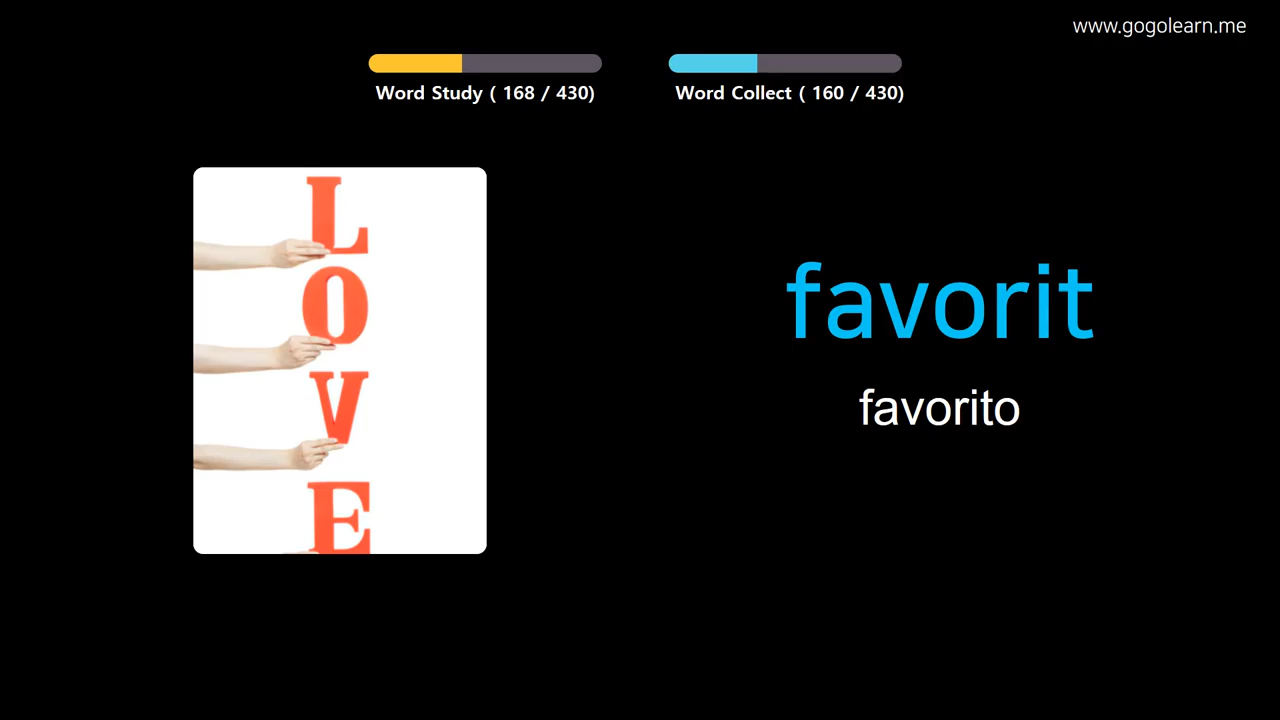 www.gogolearn.me
Word Study ( 168 / 430)
Word Collect ( 160 / 430)
L
O
V
E
favorit
favorito